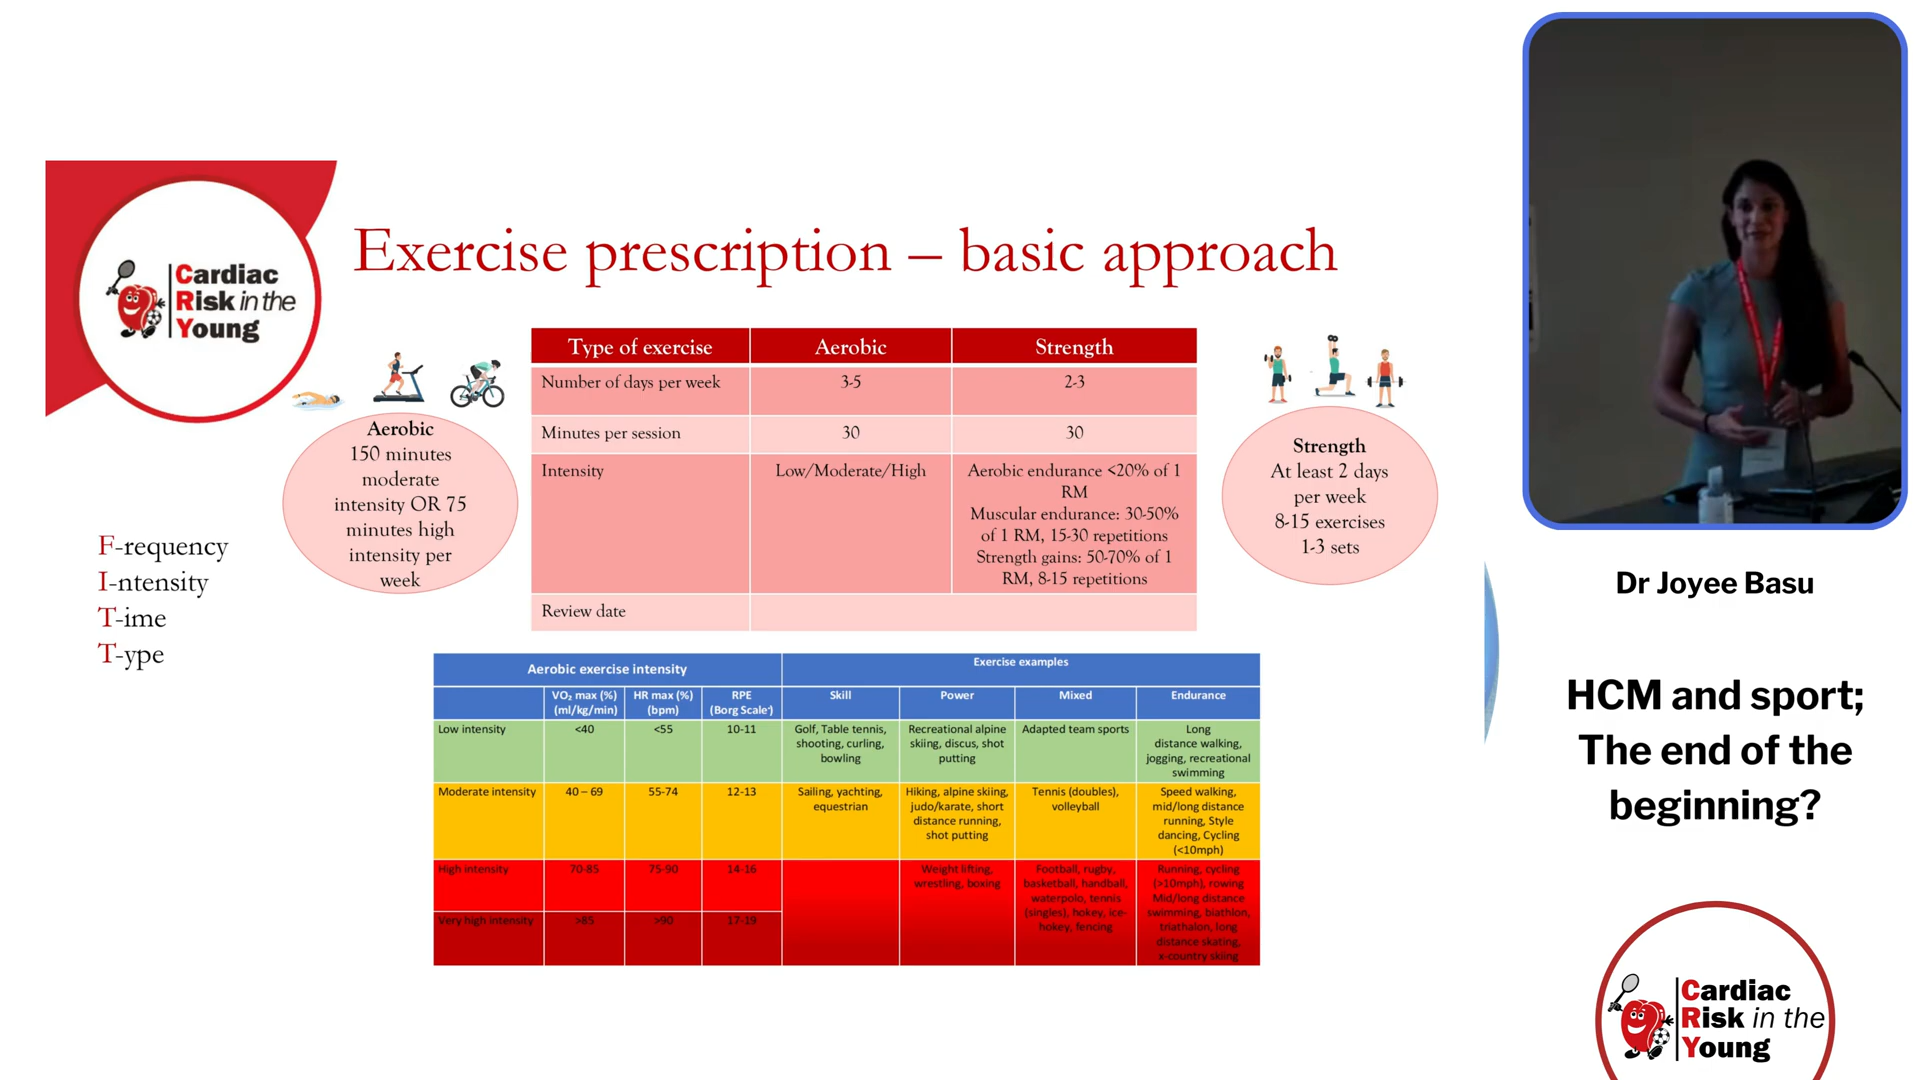 Cardiac
Risk in the
Young
Exercise prescription – basic approach
Type of exercise
Aerobic
Strength
Number of days per week
3-5
2-3
Minutes per session
30
30
Intensity
Low/Moderate/High
Aerobic endurance <20% of 1
RM
Muscular endurance: 30-50%
of 1 RM, 15-30 repetitions
Strength gains: 50-70% of 1
RM, 8-15 repetitions
Review date
Aerobic
150 minutes
moderate
intensity OR 75
minutes high
intensity per
week
Strength
At least 2 days
per week
8-15 exercises
1-3 sets
F-requency
I-ntensity
T-ime
T-ype
Aerobic exercise intensity
Exercise examples
VO₂ max (%)
(ml/kg/min)
HR max (%)
(bpm)
RPE
(Borg Scale*)
Skill
Power
Mixed
Endurance
Low intensity
<40
<55
10-11
Golf, Table tennis,
shooting, curling,
bowling
Recreational alpine
skiing, discus, shot
putting
Adapted team sports
Long
distance walking,
jogging, recreational
swimming
Moderate intensity
40 – 69
55-74
12-13
Sailing, yachting,
equestrian
Hiking, alpine skiing,
judo/karate, short
distance running,
shot putting
Tennis (doubles),
volleyball
Speed walking,
mid/long distance
running, Style
dancing, Cycling
(<10mph)
High intensity
70-85
75-90
14-16
Weight lifting,
wrestling, boxing
Football, rugby,
basketball, handball,
waterpolo, tennis
(singles), hokey, ice-
hokey, fencing
Running, cycling
(>10mph), rowing
Mid/long distance
swimming, biathlon,
triathalon, long
distance skating,
x-country skiing
Very high intensity
>85
>90
17-19
Dr Joyee Basu
HCM and sport;
The end of the
beginning?
Cardiac
Risk in the
Young